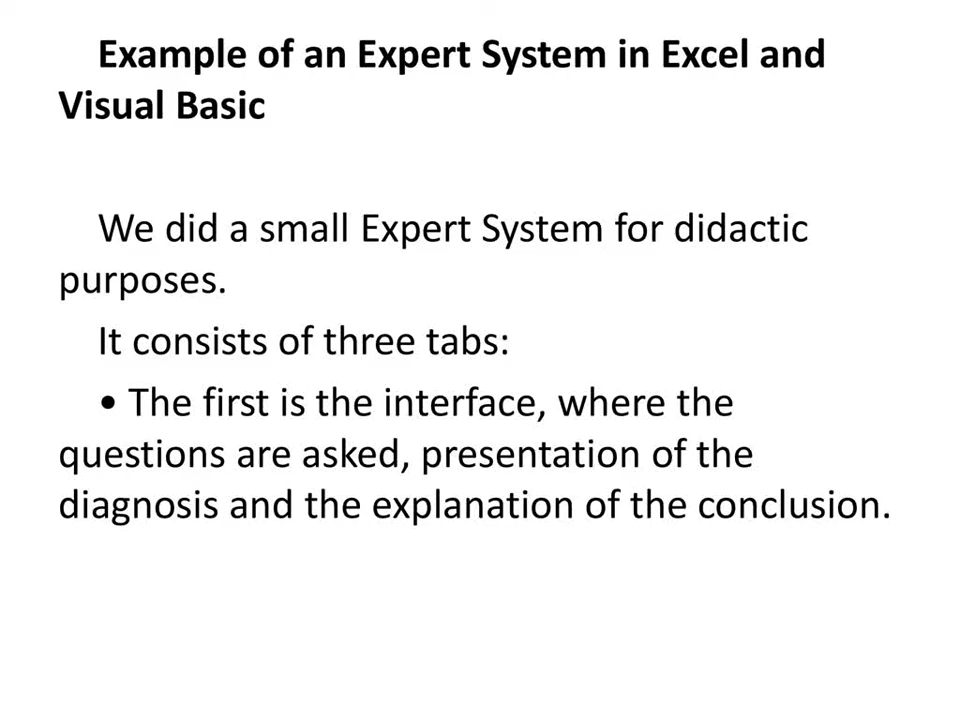 Example of an Expert System in Excel and
Visual Basic
We did a small Expert System for didactic
purposes.
It consists of three tabs:
• The first is the interface, where the
questions are asked, presentation of the
diagnosis and the explanation of the conclusion.